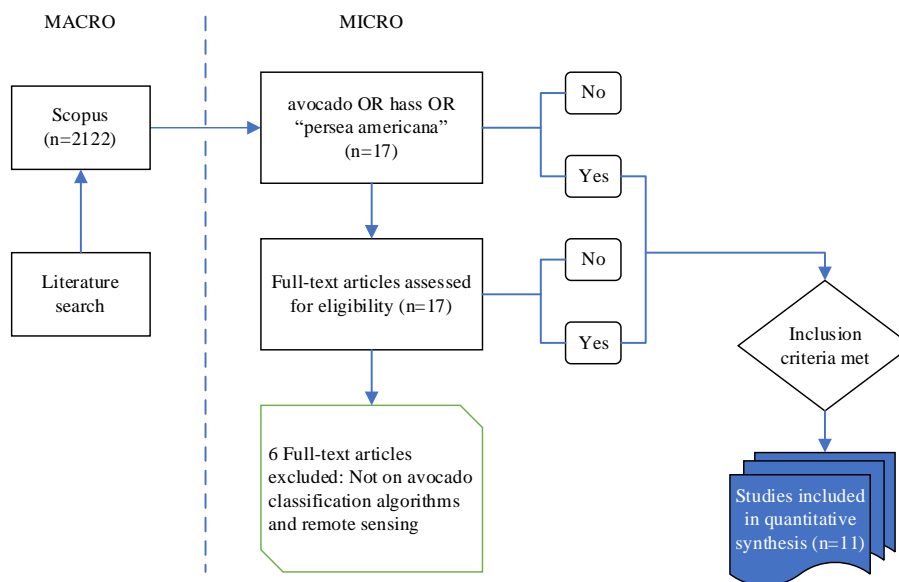 MACRO
MICRO
Scopus
(n=2122)
Literature
search
avocado OR hass OR
“persea americana”
(n=17)
No
Yes
Full-text articles assessed
for eligibility (n=17)
No
Yes
6 Full-text articles
excluded: Not on avocado
classification algorithms
and remote sensing
Inclusion
criteria met
Studies included
in quantitative
synthesis (n=11)